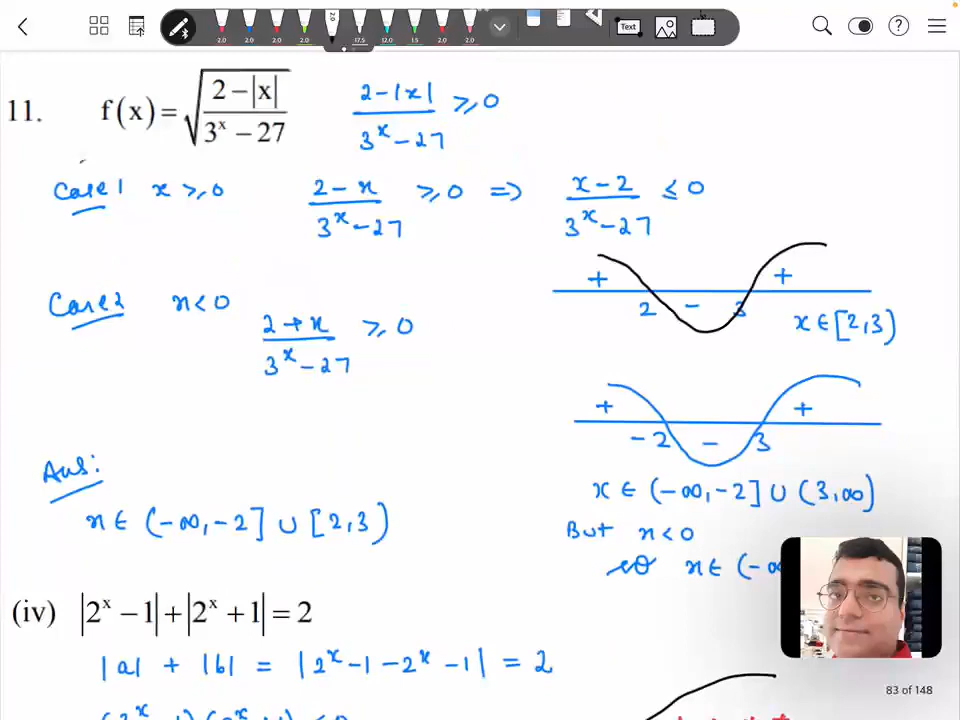 Text
11. f(x) = √((2 − |x|)/(3^x − 27)) (2 − |x|)/(3^x − 27) ≥ 0
Case 1 x ≥ 0 (2 − x)/(3^x − 27) ≥ 0 ⇒ (x − 2)/(3^x − 27) ≤ 0
+ 2 − 3 +
x ∈ [2, 3)
Case 2 x < 0 (2 + x)/(3^x − 27) ≥ 0
+ −2 − 3 +
x ∈ (−∞, −2] ∪ (3, ∞)
But x < 0
so x ∈ (−∞
Ans:
x ∈ (−∞, −2] ∪ [2, 3)
(iv) |2^x − 1| + |2^x + 1| = 2
|a| + |b| = |2^x − 1 − 2^x − 1| = 2
83 of 148